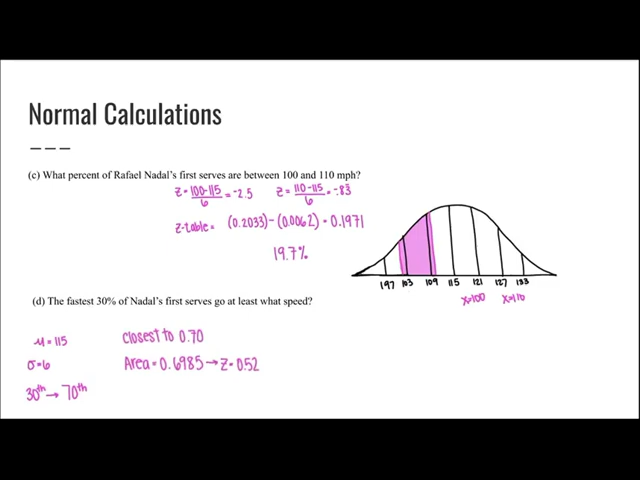 Normal Calculations
(c) What percent of Rafael Nadal's first serves are between 100 and 110 mph?
z = 100-115/6 = -2.5 z = 110-115/6 = -.83
z-table = (0.2033) - (0.0062) = 0.1971
19.7%
197 103 109 115 121 127 133
x=100 x=110
(d) The fastest 30% of Nadal's first serves go at least what speed?
μ = 115
closest to 0.70
σ = 6
Area = 0.6985 → z = 0.52
30th → 70th